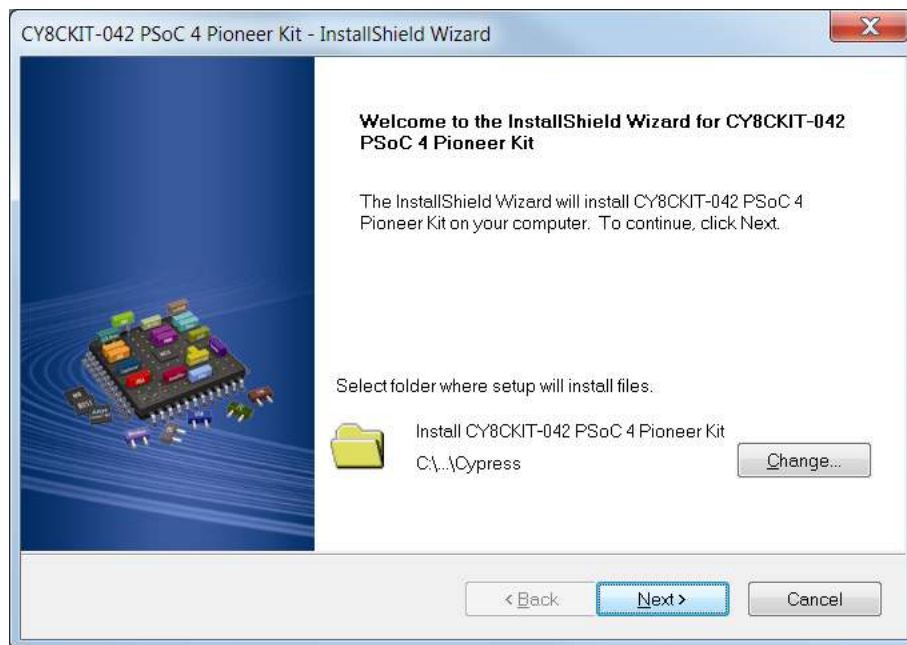 CY8CKIT-042 PSoC 4 Pioneer Kit - InstallShield Wizard
Welcome to the InstallShield Wizard for CY8CKIT-042
PSoC 4 Pioneer Kit
The InstallShield Wizard will install CY8CKIT-042 PSoC 4
Pioneer Kit on your computer. To continue, click Next.
Select folder where setup will install files.
Install CY8CKIT-042 PSoC 4 Pioneer Kit
C:\...\Cypress
Change...
< Back
Next >
Cancel